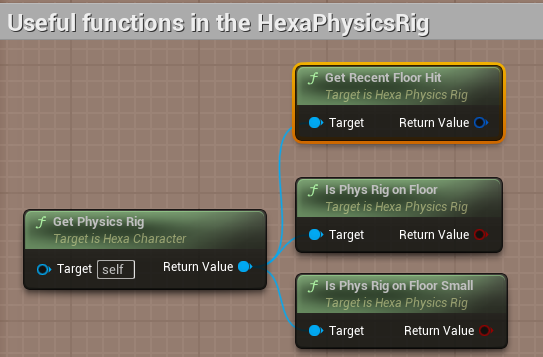 Useful functions in the HexaPhysicsRig
Get Recent Floor Hit
Target is Hexa Physics Rig
Target Return Value
Is Phys Rig on Floor
Target is Hexa Physics Rig
Target Return Value
Get Physics Rig
Target is Hexa Character
Target self Return Value
Is Phys Rig on Floor Small
Target is Hexa Physics Rig
Target Return Value